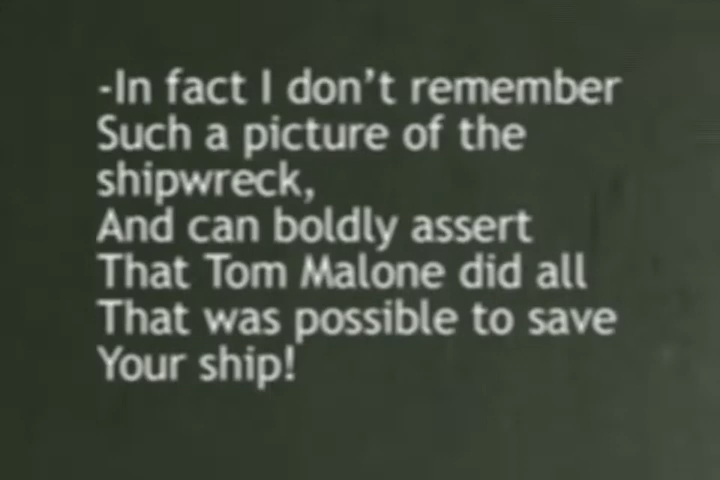 -In fact I don't remember
Such a picture of the
shipwreck,
And can boldly assert
That Tom Malone did all
That was possible to save
Your ship!